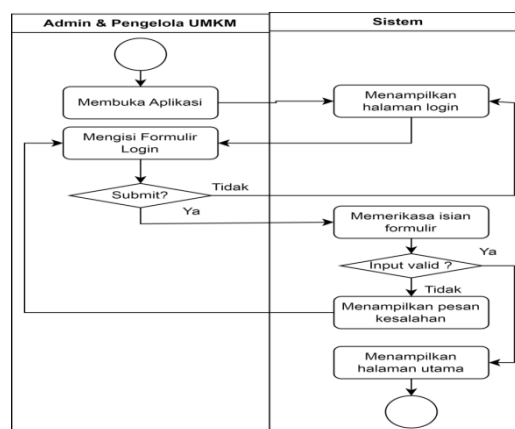 Admin & Pengelola UMKM
Sistem
Membuka Aplikasi
Menampilkan
halaman login
Mengisi Formulir
Login
Submit?
Tidak
Ya
Memerikasa isian
formulir
Input valid ?
Ya
Tidak
Menampilkan pesan
kesalahan
Menampilkan
halaman utama